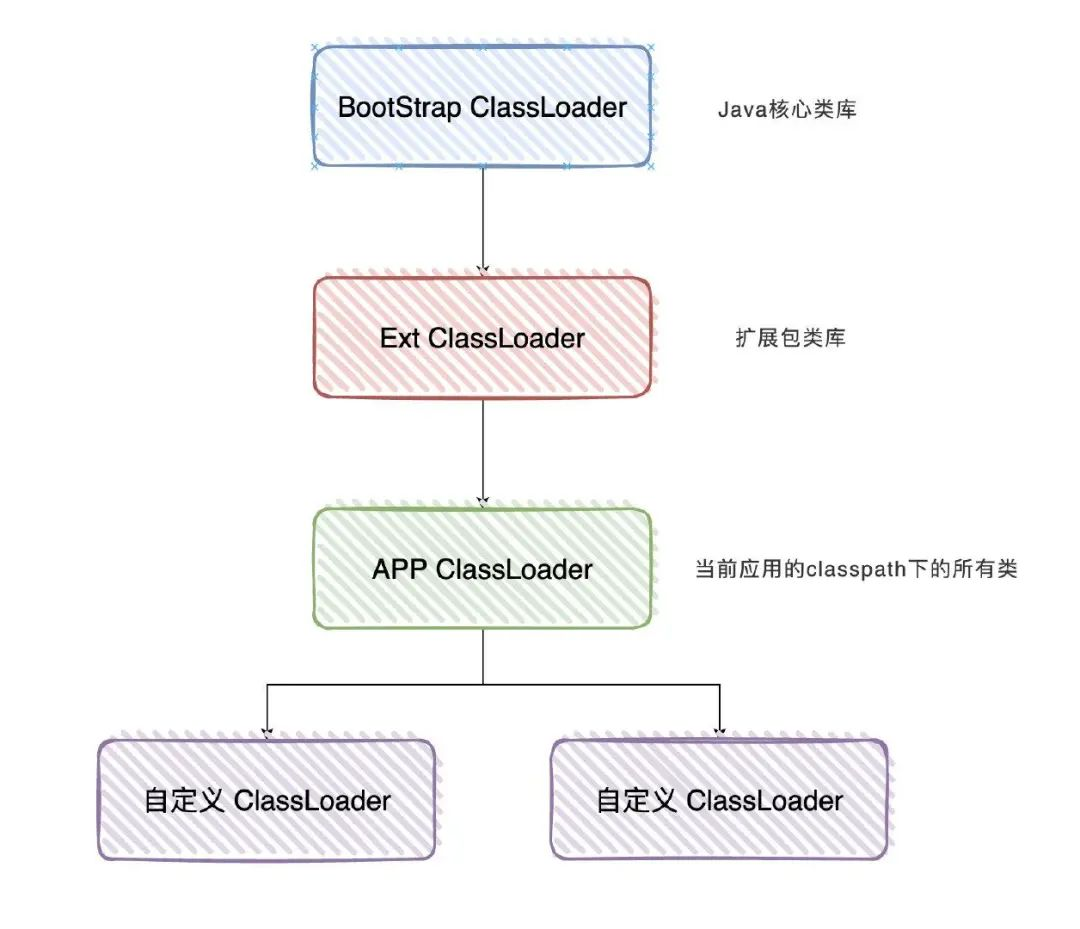 BootStrap ClassLoader
Java核心类库
Ext ClassLoader
扩展包类库
APP ClassLoader
当前应用的classpath下的所有类
自定义 ClassLoader
自定义 ClassLoader